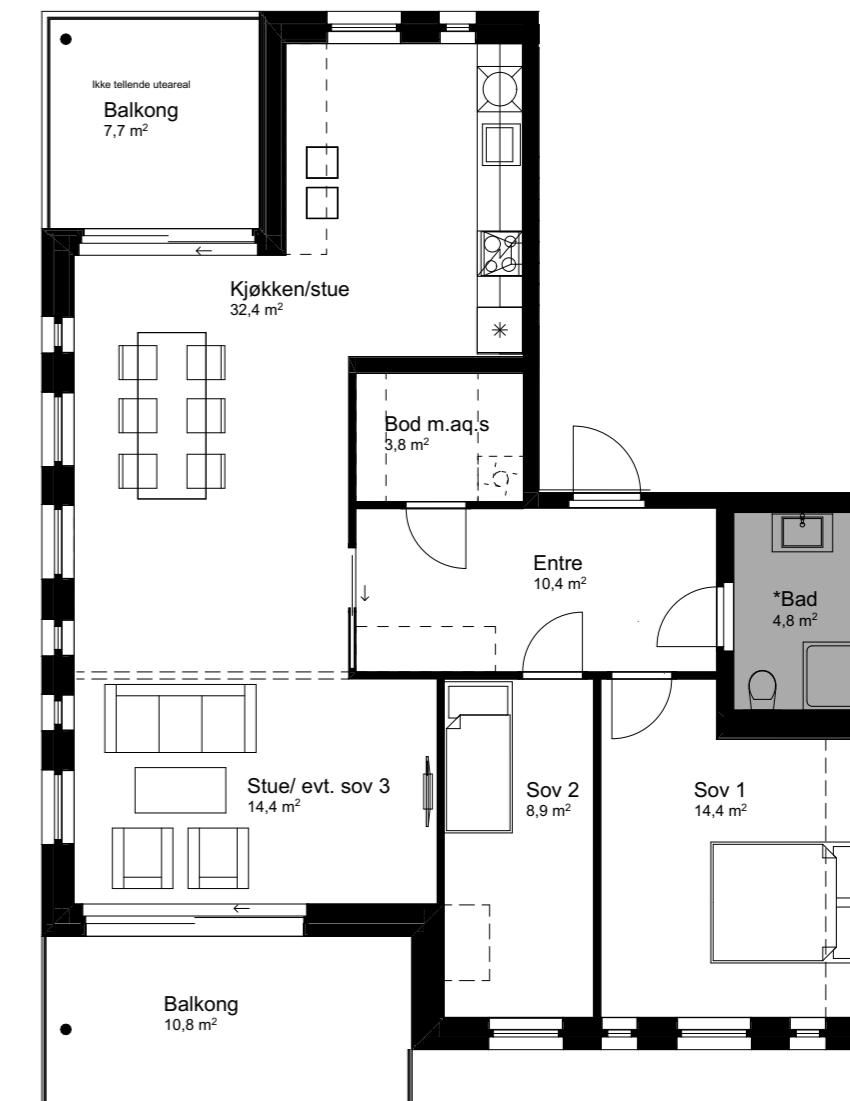 Ikke tellende uteareal
Balkong
7,7 m²
Kjøkken/stue
32,4 m²
Bod m.aq.s
3,8 m²
Entre
10,4 m²
*Bad
4,8 m²
Stue/ evt. sov 3
14,4 m²
Sov 2
8,9 m²
Sov 1
14,4 m²
Balkong
10,8 m²